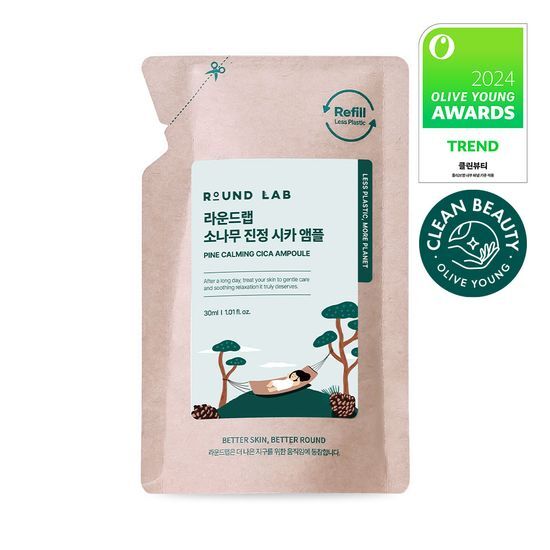 Refill
Less Plastic
ROUND LAB
라운드랩
소나무 진정 시카 앰플
PINE CALMING CICA AMPOULE
After a long day, treat your skin to gentle care
and soothing relaxation it truly deserves.
30ml | 1.01 fl. oz.
LESS PLASTIC, MORE PLANET
BETTER SKIN, BETTER ROUND
라운드랩은 더 나은 지구를 위한 움직임에 동참합니다.
2024
OLIVE YOUNG
AWARDS
TREND
클린뷰티
CLEAN BEAUTY
OLIVE YOUNG